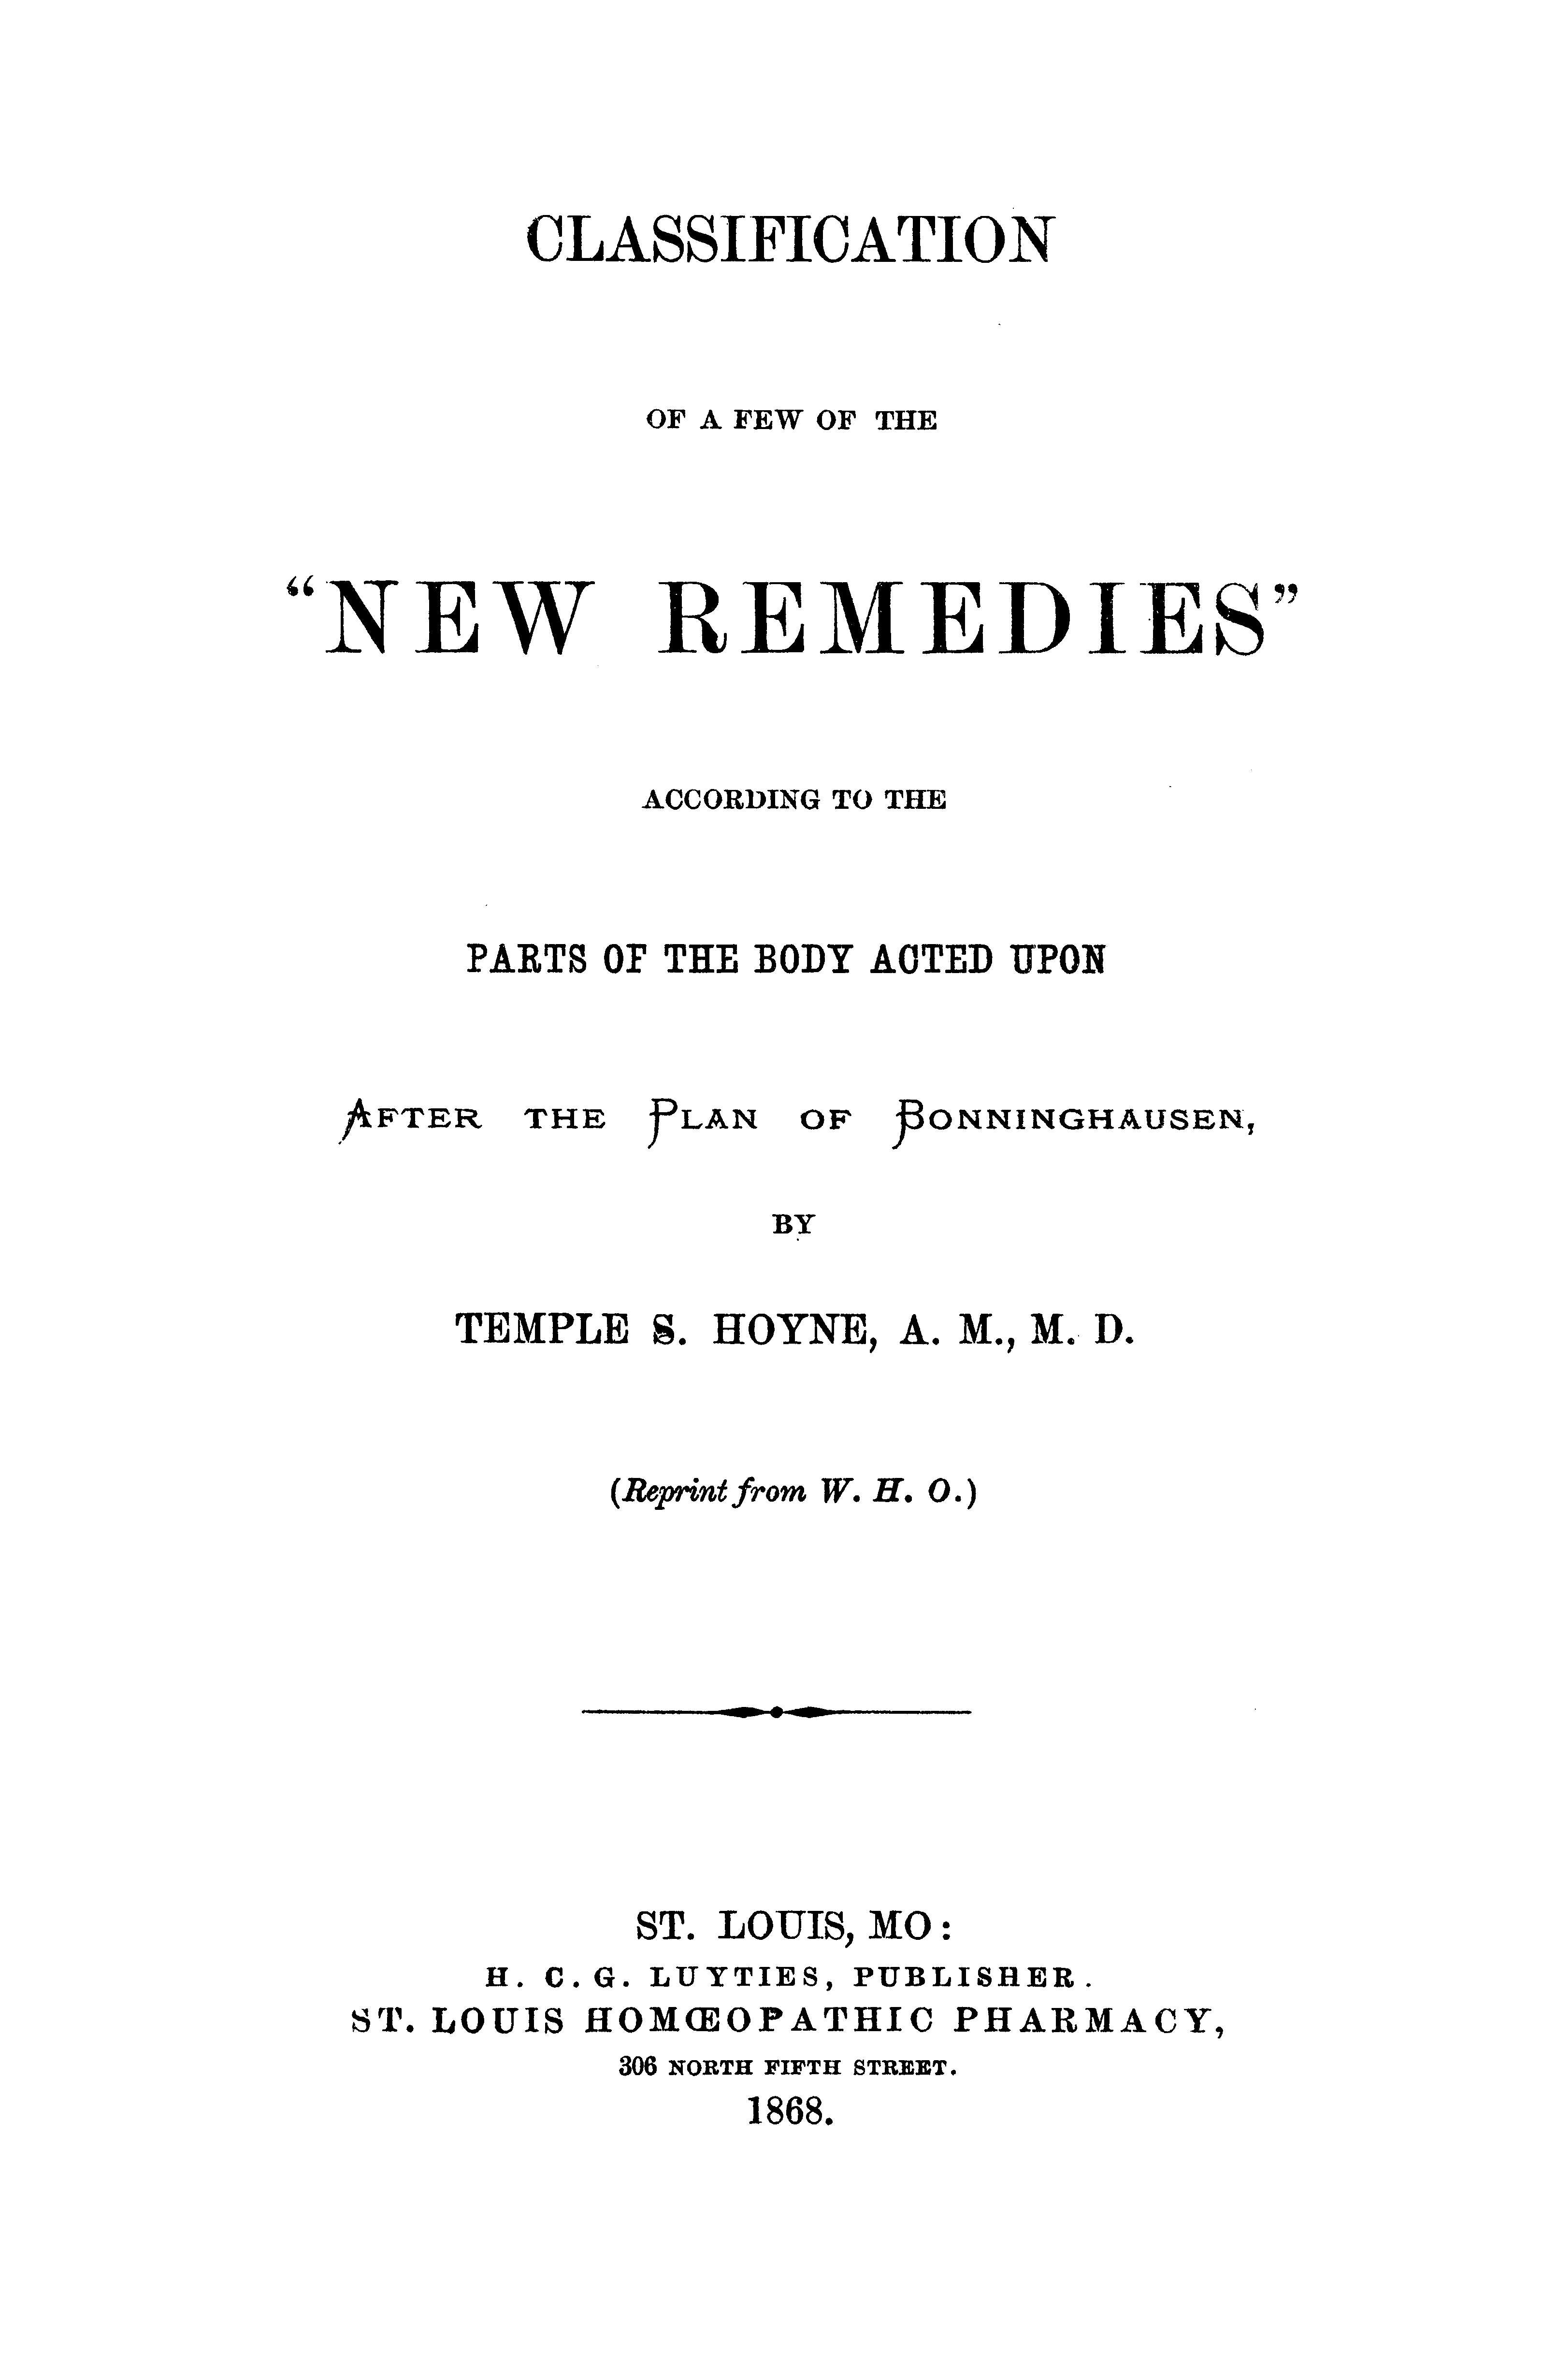 CLASSIFICATION
OF A FEW OF THE
“NEW REMEDIES”
ACCORDING TO THE
PARTS OF THE BODY ACTED UPON
AFTER THE PLAN OF BONNINGHAUSEN,
BY
TEMPLE S. HOYNE, A. M., M. D.
(Reprint from W. H. O.)
ST. LOUIS, MO:
H. C. G. LUYTIES, PUBLISHER.
ST. LOUIS HOMŒOPATHIC PHARMACY,
306 NORTH FIFTH STREET.
1868.